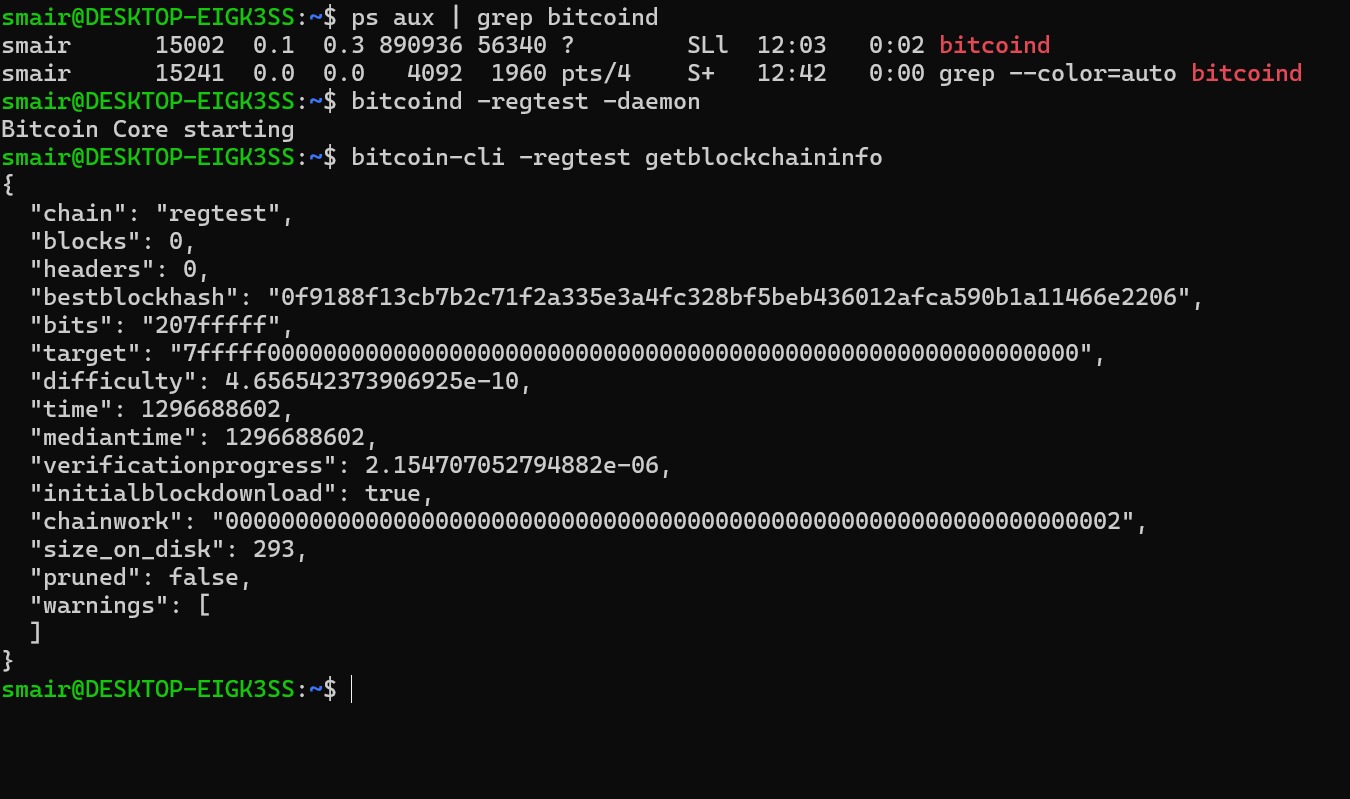 smair@DESKTOP-EIGK3SS:~$ ps aux | grep bitcoind
smair      15002  0.1  0.3 890936 56340 ?        SLl  12:03   0:02 bitcoind
smair      15241  0.0  0.0   4092  1960 pts/4    S+   12:42   0:00 grep --color=auto bitcoind
smair@DESKTOP-EIGK3SS:~$ bitcoind -regtest -daemon
Bitcoin Core starting
smair@DESKTOP-EIGK3SS:~$ bitcoin-cli -regtest getblockchaininfo
{
  "chain": "regtest",
  "blocks": 0,
  "headers": 0,
  "bestblockhash": "0f9188f13cb7b2c71f2a335e3a4fc328bf5beb436012afca590b1a11466e2206",
  "bits": "207fffff",
  "target": "7fffff0000000000000000000000000000000000000000000000000000000000",
  "difficulty": 4.656542373906925e-10,
  "time": 1296688602,
  "mediantime": 1296688602,
  "verificationprogress": 2.154707052794882e-06,
  "initialblockdownload": true,
  "chainwork": "0000000000000000000000000000000000000000000000000000000000000002",
  "size_on_disk": 293,
  "pruned": false,
  "warnings": [
  ]
}
smair@DESKTOP-EIGK3SS:~$